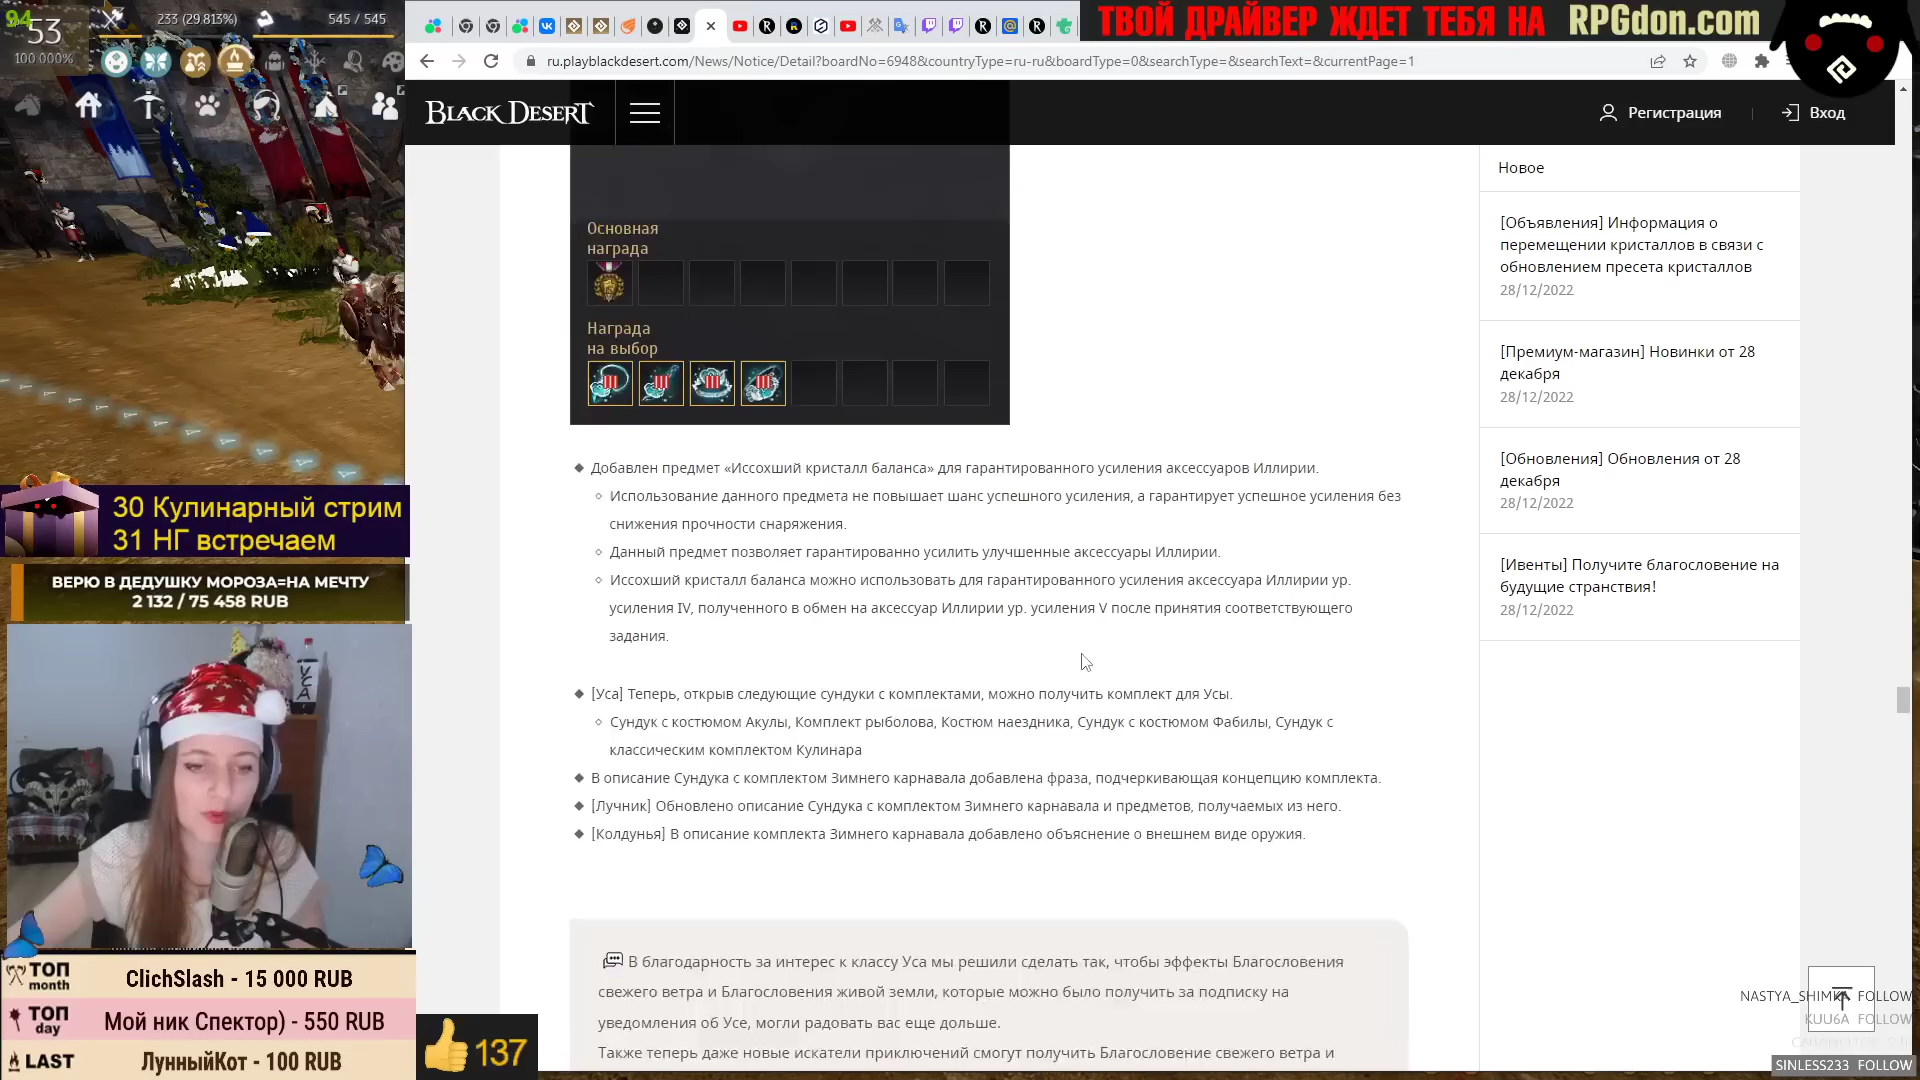 94
53
100 000%
233 (29.813%)
545 / 545
ТВОЙ ДРАЙВЕР ЖДЕТ ТЕБЯ НА RPGdon.com
ru.playblackdesert.com/News/Notice/Detail?boardNo=6948&countryType=ru-ru&boardType=0&searchType=&searchText=&currentPage=1
BLACK DESERT
Регистрация
Вход
Основная
награда
Награда
на выбор
Добавлен предмет «Иссохший кристалл баланса» для гарантированного усиления аксессуаров Иллирии.
Использование данного предмета не повышает шанс успешного усиления, а гарантирует успешное усиления без
снижения прочности снаряжения.
Данный предмет позволяет гарантированно усилить улучшенные аксессуары Иллирии.
Иссохший кристалл баланса можно использовать для гарантированного усиления аксессуара Иллирии ур.
усиления IV, полученного в обмен на аксессуар Иллирии ур. усиления V после принятия соответствующего
задания.
[Уса] Теперь, открыв следующие сундуки с комплектами, можно получить комплект для Усы.
Сундук с костюмом Акулы, Комплект рыболова, Костюм наездника, Сундук с костюмом Фабилы, Сундук с
классическим комплектом Кулинара
В описание Сундука с комплектом Зимнего карнавала добавлена фраза, подчеркивающая концепцию комплекта.
[Лучник] Обновлено описание Сундука с комплектом Зимнего карнавала и предметов, получаемых из него.
[Колдунья] В описание комплекта Зимнего карнавала добавлено объяснение о внешнем виде оружия.
В благодарность за интерес к классу Уса мы решили сделать так, чтобы эффекты Благословения
свежего ветра и Благословения живой земли, которые можно было получить за подписку на
уведомления об Усе, могли радовать вас еще дольше.
Также теперь даже новые искатели приключений смогут получить Благословение свежего ветра и
Новое
[Объявления] Информация о
перемещении кристаллов в связи с
обновлением пресета кристаллов
28/12/2022
[Премиум-магазин] Новинки от 28
декабря
28/12/2022
[Обновления] Обновления от 28
декабря
28/12/2022
[Ивенты] Получите благословение на
будущие странствия!
28/12/2022
30 Кулинарный стрим
31 НГ встречаем
ВЕРЮ В ДЕДУШКУ МОРОЗА=НА МЕЧТУ
2 132 / 75 458 RUB
УСА
ТОП
month
ClichSlash - 15 000 RUB
ТОП
day
Мой ник Спектор) - 550 RUB
LAST
ЛунныйКот - 100 RUB
137
NASTYA_SHIMKA FOLLOW
KUU6A FOLLOW
SINLESS233 FOLLOW